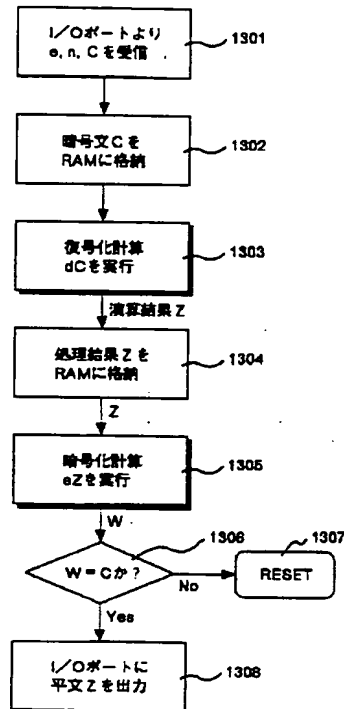 I/Oポートより
e, n, C を受信
1301
暗号文Cを
RAMに格納
1302
復号化計算
dCを実行
1303
演算結果 Z
処理結果Zを
RAMに格納
1304
Z
暗号化計算
eZを実行
1305
W
W=Cか?
1306
No
RESET
1307
Yes
I/Oポートに
平文Zを出力
1308